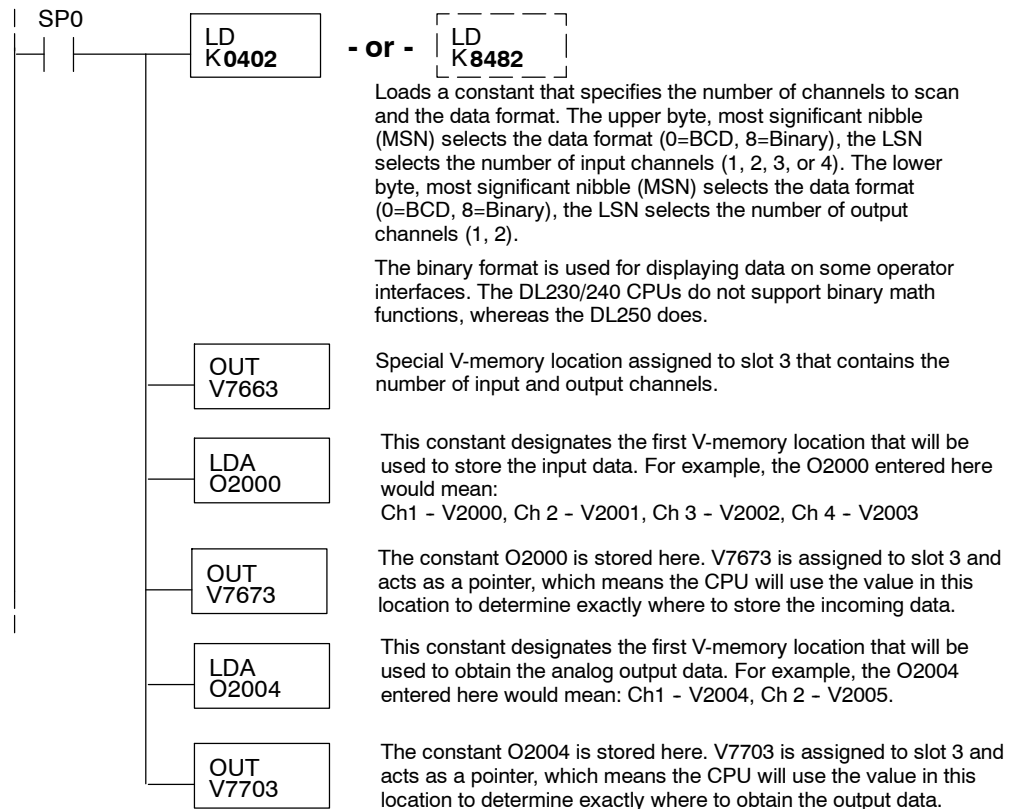 SP0
LD
K0402
- or -
LD
K8482
Loads a constant that specifies the number of channels to scan
and the data format. The upper byte, most significant nibble
(MSN) selects the data format (0=BCD, 8=Binary), the LSN
selects the number of input channels (1, 2, 3, or 4). The lower
byte, most significant nibble (MSN) selects the data format
(0=BCD, 8=Binary), the LSN selects the number of output
channels (1, 2).
The binary format is used for displaying data on some operator
interfaces. The DL230/240 CPUs do not support binary math
functions, whereas the DL250 does.
OUT
V7663
Special V-memory location assigned to slot 3 that contains the
number of input and output channels.
LDA
O2000
This constant designates the first V-memory location that will be
used to store the input data. For example, the O2000 entered here
would mean:
Ch1 - V2000, Ch 2 - V2001, Ch 3 - V2002, Ch 4 - V2003
OUT
V7673
The constant O2000 is stored here. V7673 is assigned to slot 3 and
acts as a pointer, which means the CPU will use the value in this
location to determine exactly where to store the incoming data.
LDA
O2004
This constant designates the first V-memory location that will be
used to obtain the analog output data. For example, the O2004
entered here would mean: Ch1 - V2004, Ch 2 - V2005.
OUT
V7703
The constant O2004 is stored here. V7703 is assigned to slot 3 and
acts as a pointer, which means the CPU will use the value in this
location to determine exactly where to obtain the output data.